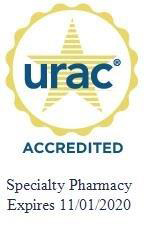 urac®
ACCREDITED
Specialty Pharmacy
Expires 11/01/2020